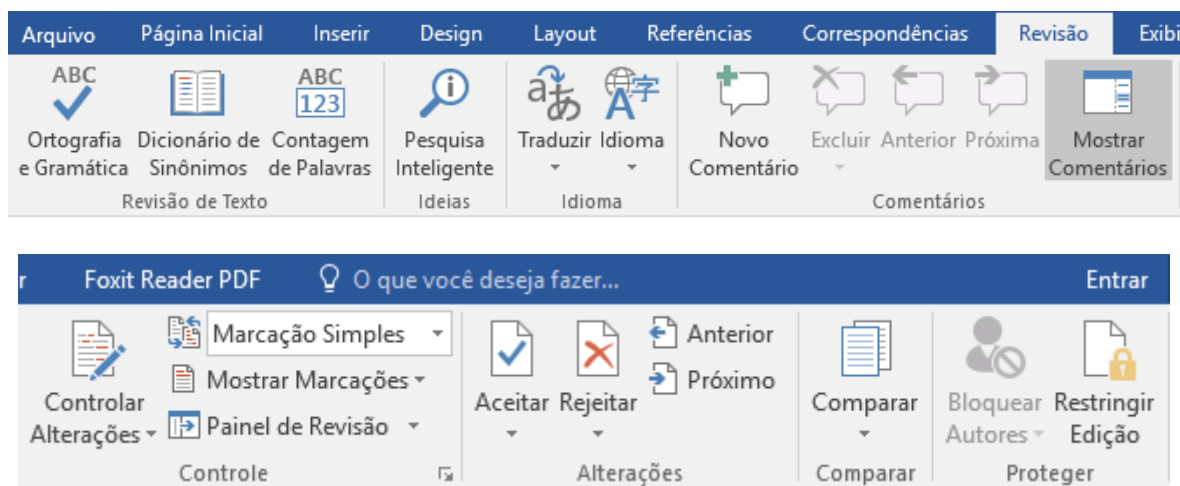 Arquivo Página Inicial Inserir Design Layout Referências Correspondências Revisão Exibi
ABC ABC
123
Ortografia Dicionário de Contagem Pesquisa Traduzir Idioma Novo Excluir Anterior Próxima Mostrar
e Gramática Sinônimos de Palavras Inteligente Comentário Comentários
Revisão de Texto Ideias Idioma Comentários
r Foxit Reader PDF O que você deseja fazer... Entrar
Marcação Simples Anterior
Mostrar Marcações Próximo
Controlar Aceitar Rejeitar Comparar Bloquear Restringir
Alterações Painel de Revisão Autores Edição
Controle Alterações Comparar Proteger